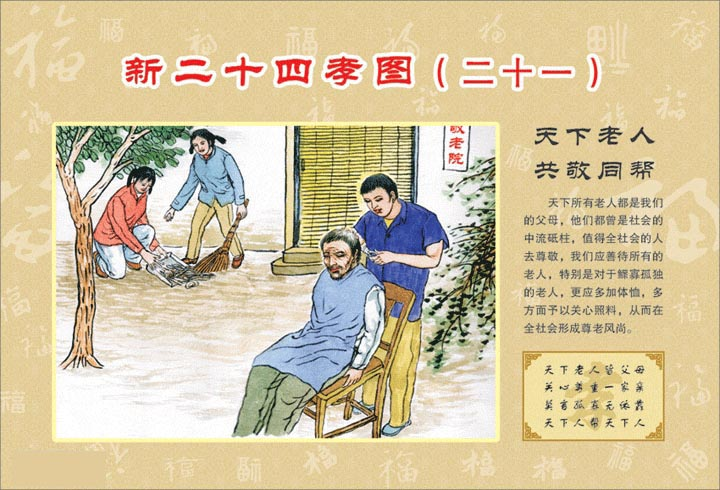 新二十四孝图（二十一）
敬老院
天下老人
共敬同帮
天下所有老人都是我们
的父母，他们都曾是社会的
中流砥柱，值得全社会的人
去尊敬，我们应善待所有的
老人，特别是对于鳏寡孤独
的老人，更应多加体恤，多
方面予以关心照料，从而在
全社会形成尊老风尚。
天下老人皆父母
关心尊重一家亲
莫言孤老无依靠
天下人帮天下人
福